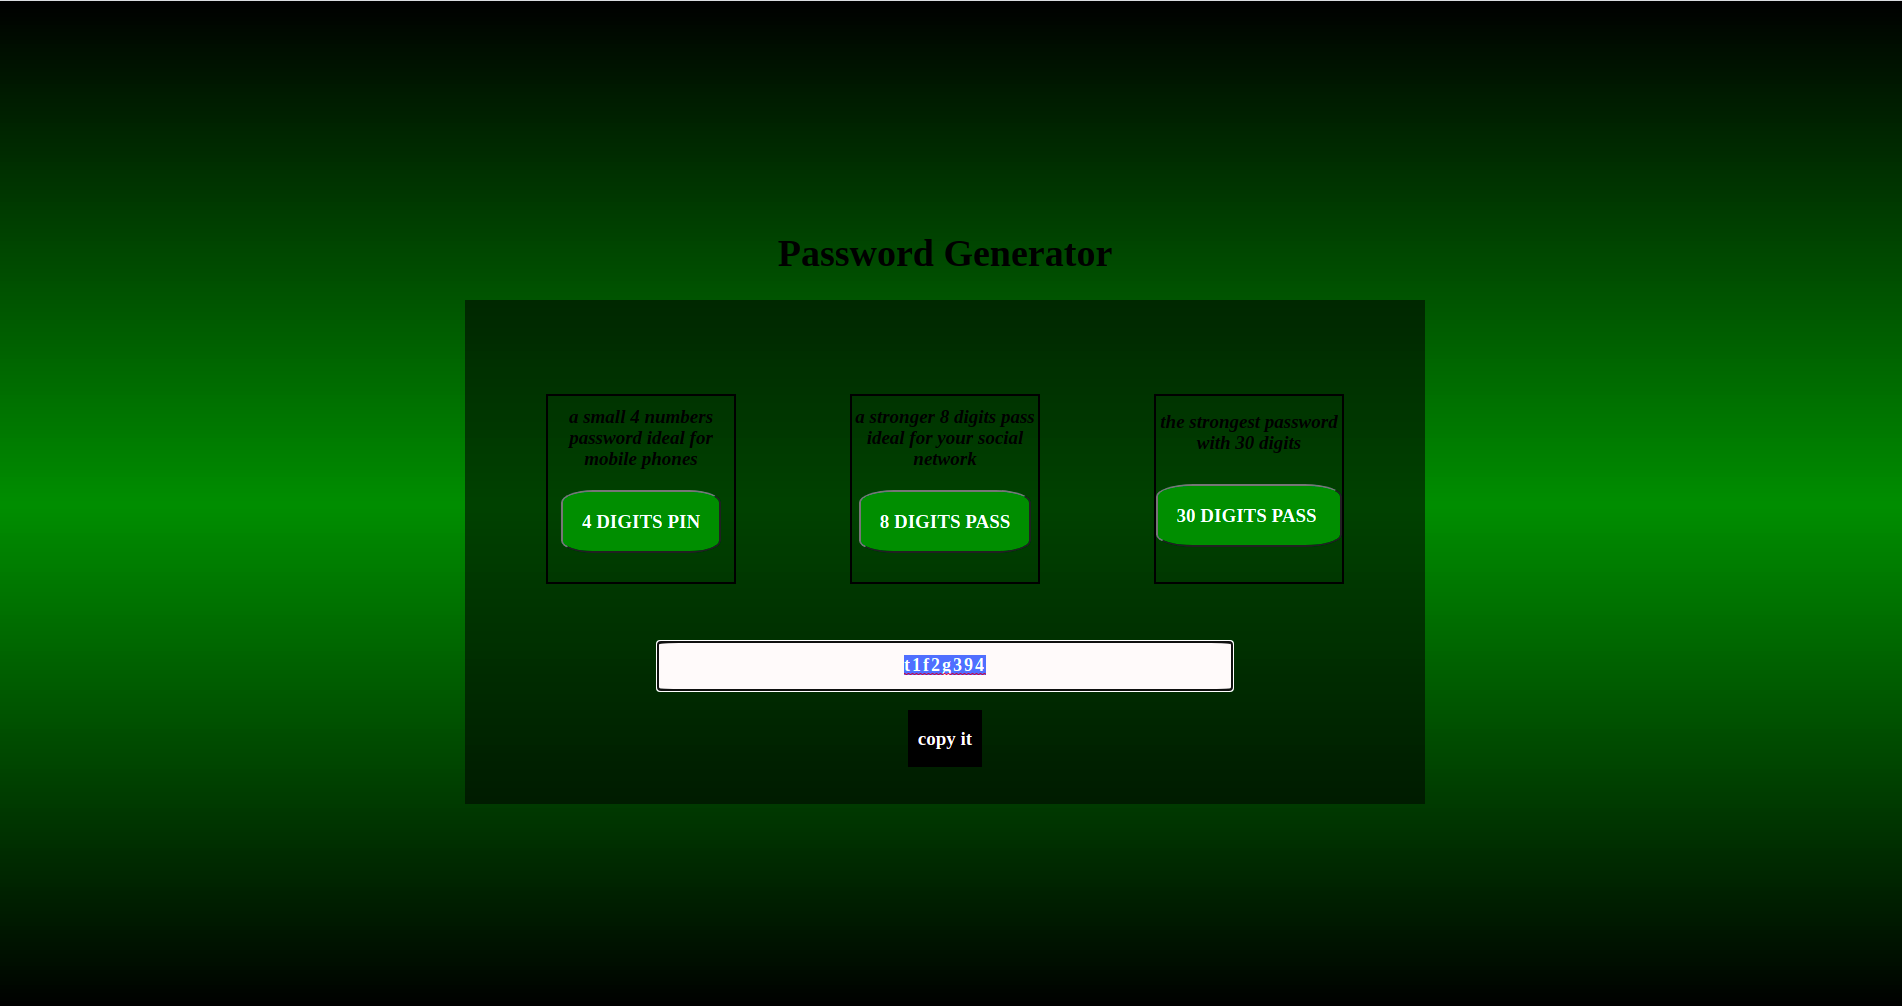 Password Generator
a small 4 numbers
password ideal for
mobile phones
4 DIGITS PIN
a stronger 8 digits pass
ideal for your social
network
8 DIGITS PASS
the strongest password
with 30 digits
30 DIGITS PASS
t1f2g394
copy it